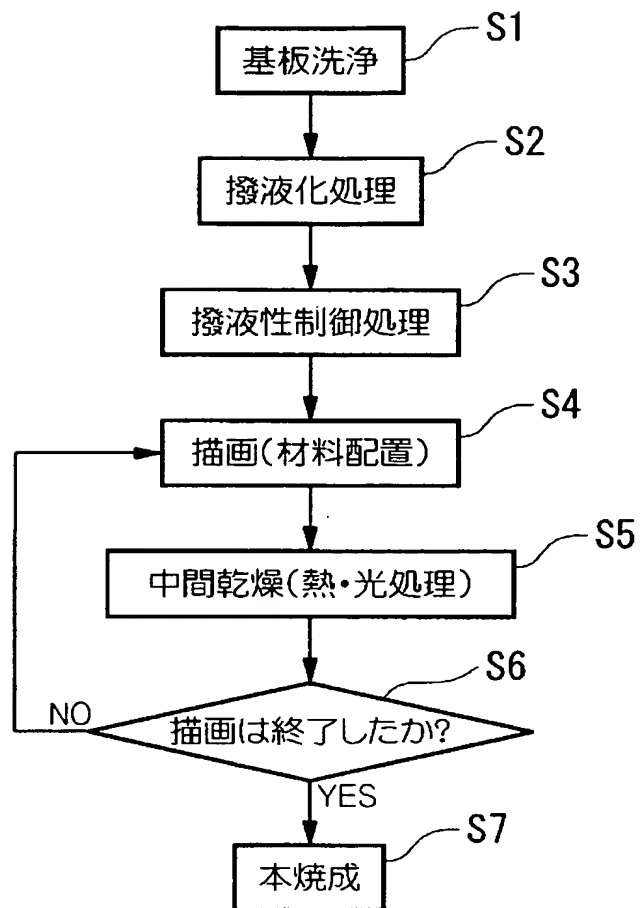 S1
基板洗浄
S2
撥液化処理
S3
撥液性制御処理
S4
描画(材料配置)
S5
中間乾燥(熱・光処理)
S6
描画は終了したか?
NO
YES
S7
本焼成